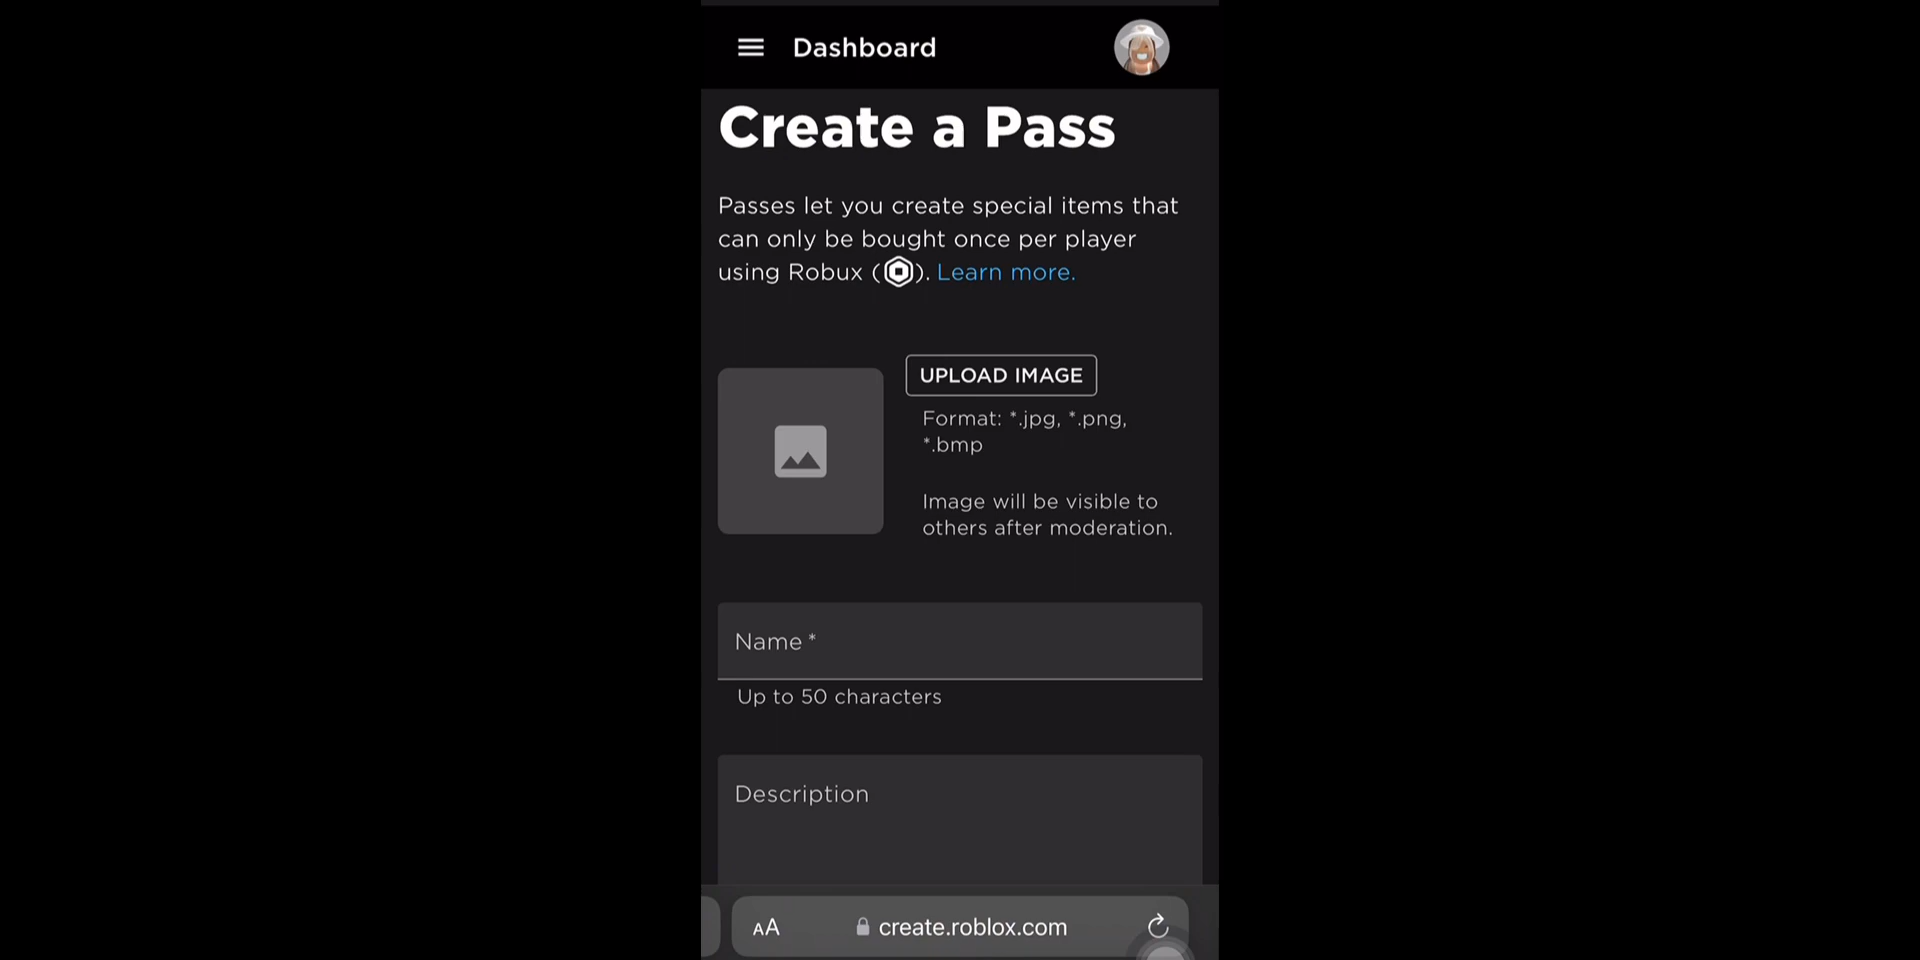 Dashboard
Create a Pass
Passes let you create special items that
can only be bought once per player
using Robux (). Learn more.
UPLOAD IMAGE
Format: *.jpg, *.png,
*.bmp
Image will be visible to
others after moderation.
Name *
Up to 50 characters
Description
AA create.roblox.com